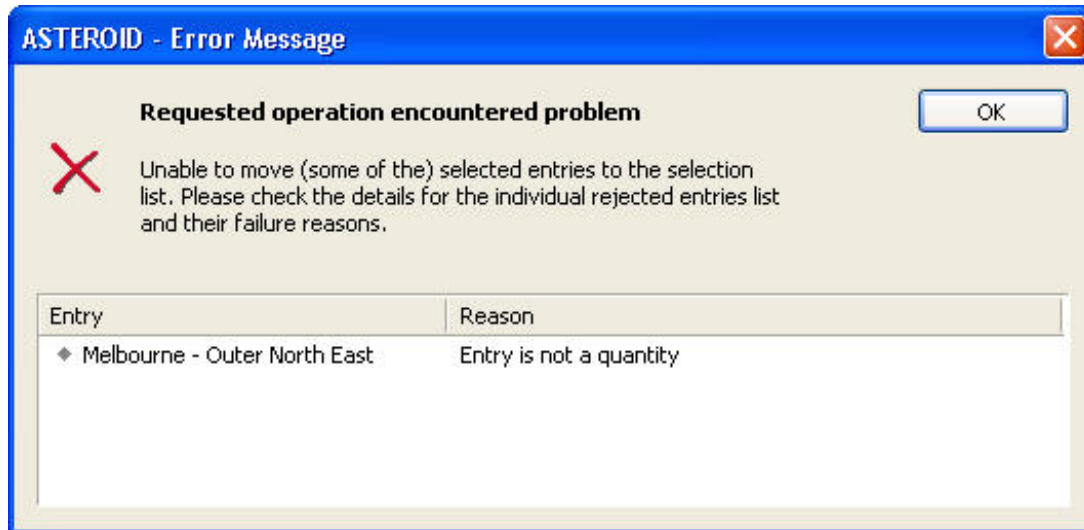 ASTEROID - Error Message
Requested operation encountered problem
OK
Unable to move (some of the) selected entries to the selection
list. Please check the details for the individual rejected entries list
and their failure reasons.
Entry Reason
Melbourne - Outer North East Entry is not a quantity